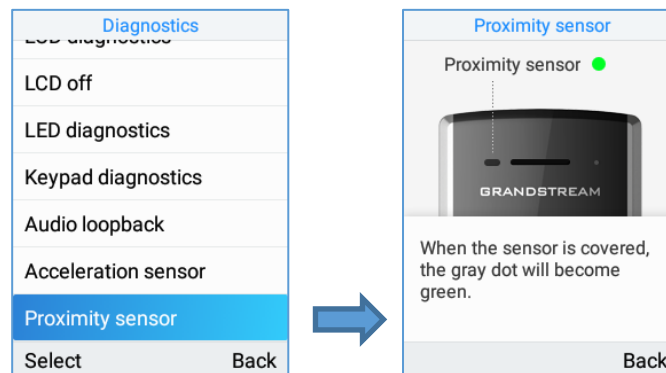 Diagnostics
LCD off
LED diagnostics
Keypad diagnostics
Audio loopback
Acceleration sensor
Proximity sensor
Select Back
Proximity sensor
Proximity sensor
GRANDSTREAM
When the sensor is covered,
the gray dot will become
green.
Back